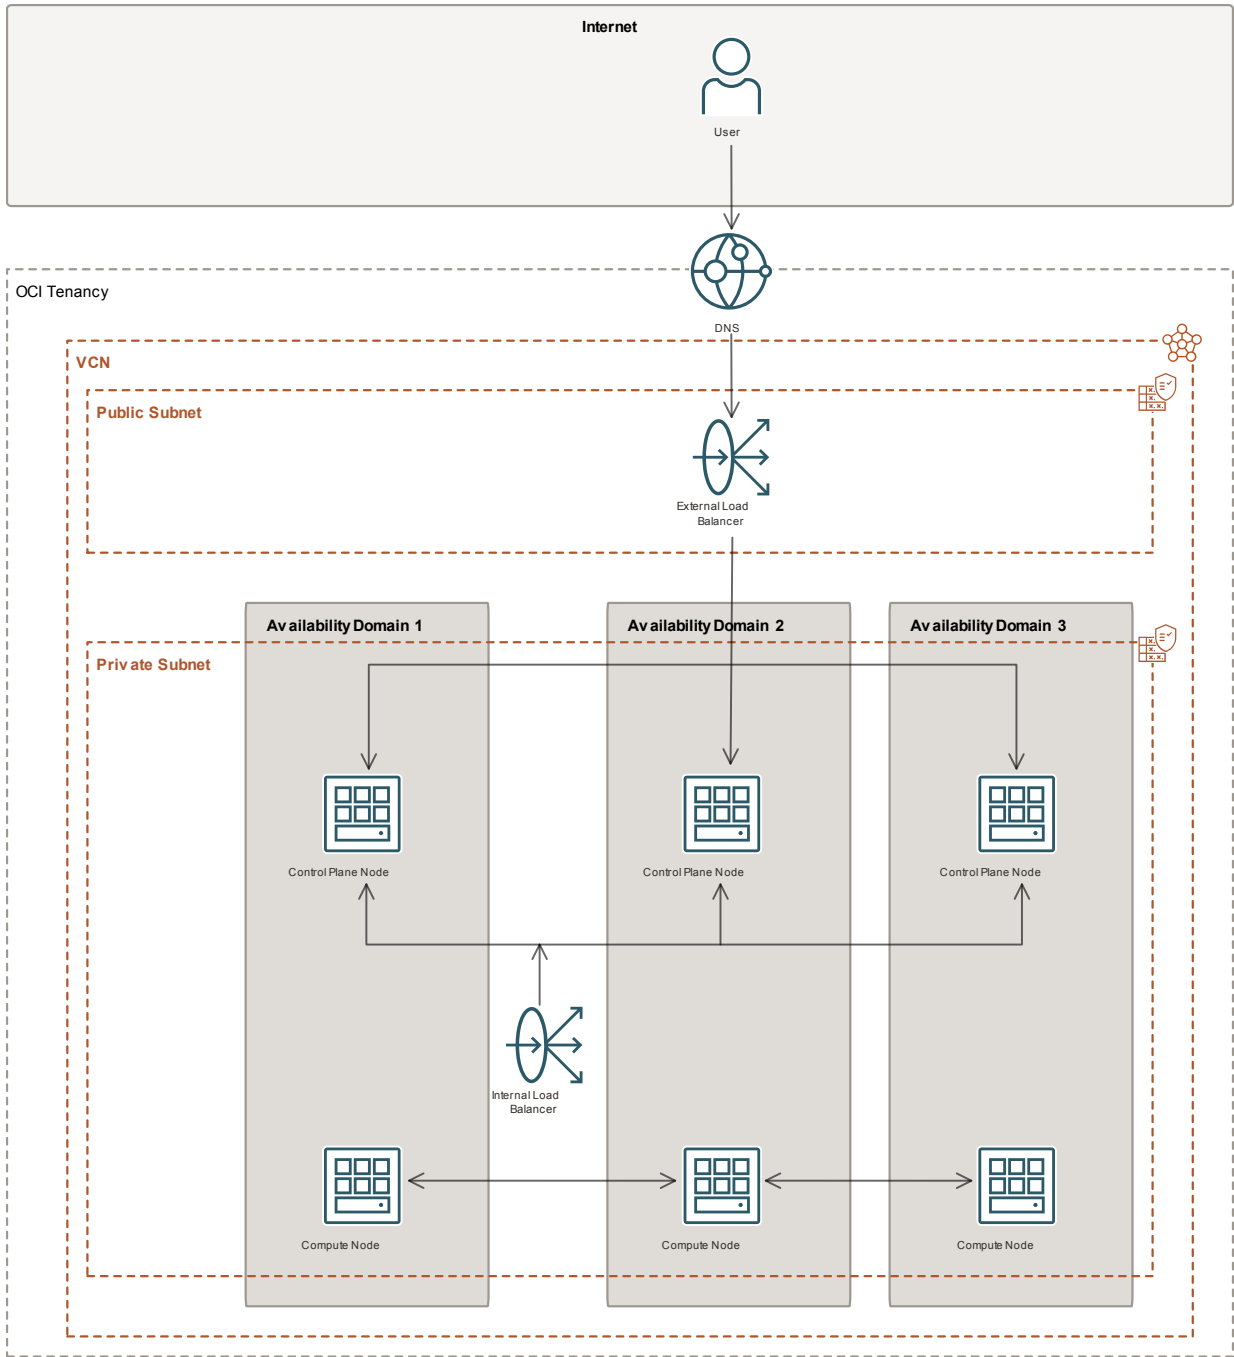 Internet
User
OCI Tenancy
DNS
VCN
Public Subnet
External Load
Balancer
Availability Domain 1
Availability Domain 2
Availability Domain 3
Private Subnet
Control Plane Node
Control Plane Node
Control Plane Node
Internal Load
Balancer
Compute Node
Compute Node
Compute Node